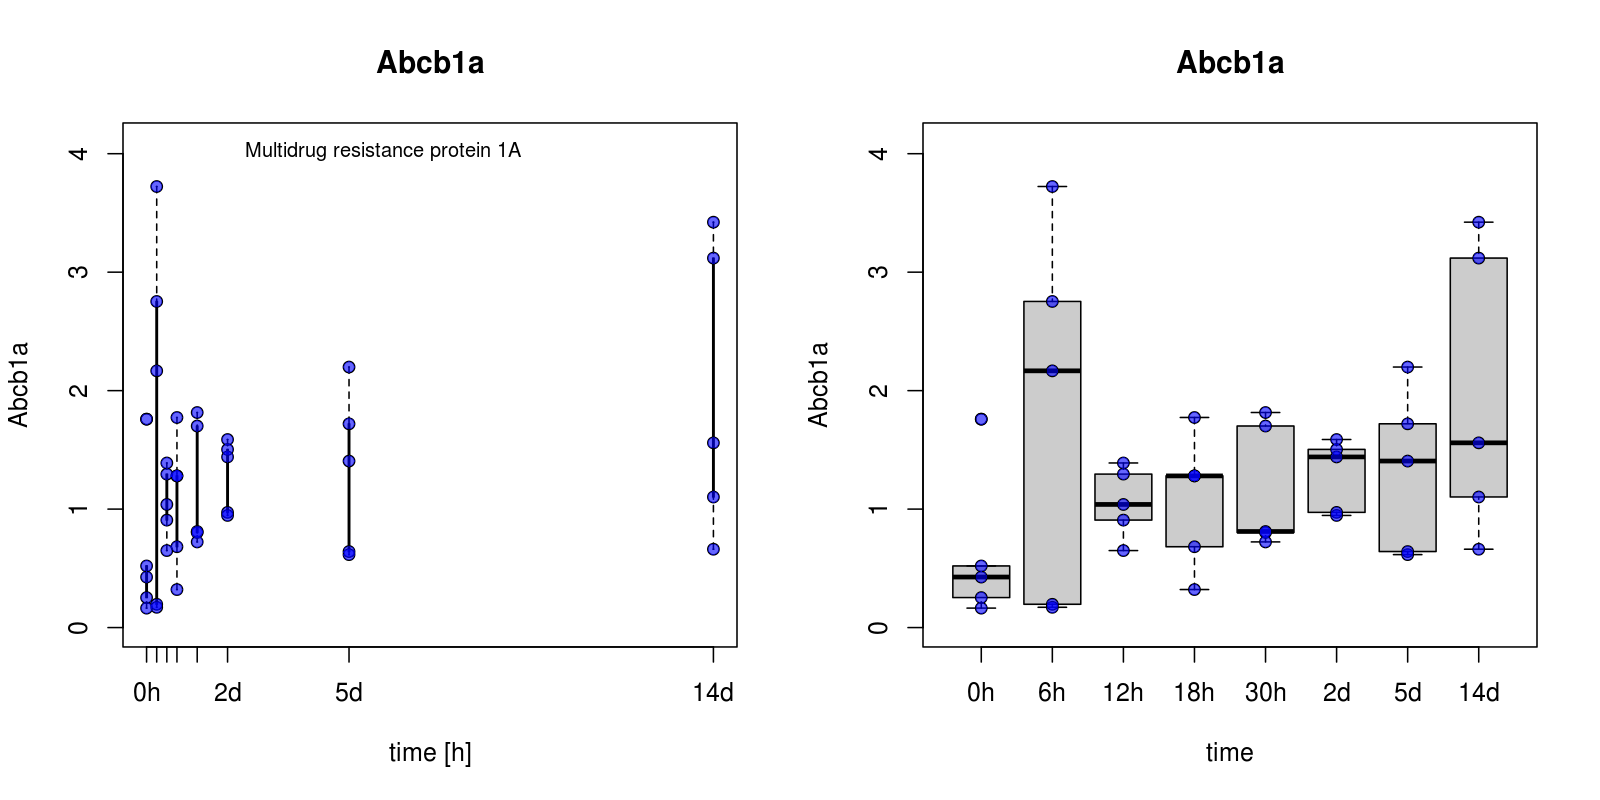 Abcb1a
Multidrug resistance protein 1A
Abcb1a
4
3
2
1
0
0h 2d 5d 14d
time [h]
Abcb1a
Abcb1a
4
3
2
1
0
0h 6h 12h 18h 30h 2d 5d 14d
time